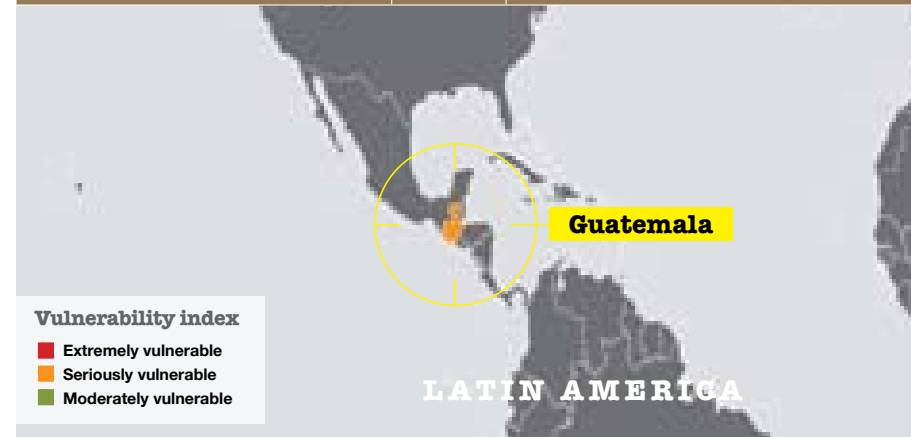 Guatemala
Vulnerability index
Extremely vulnerable
Seriously vulnerable
Moderately vulnerable
LATIN AMERICA